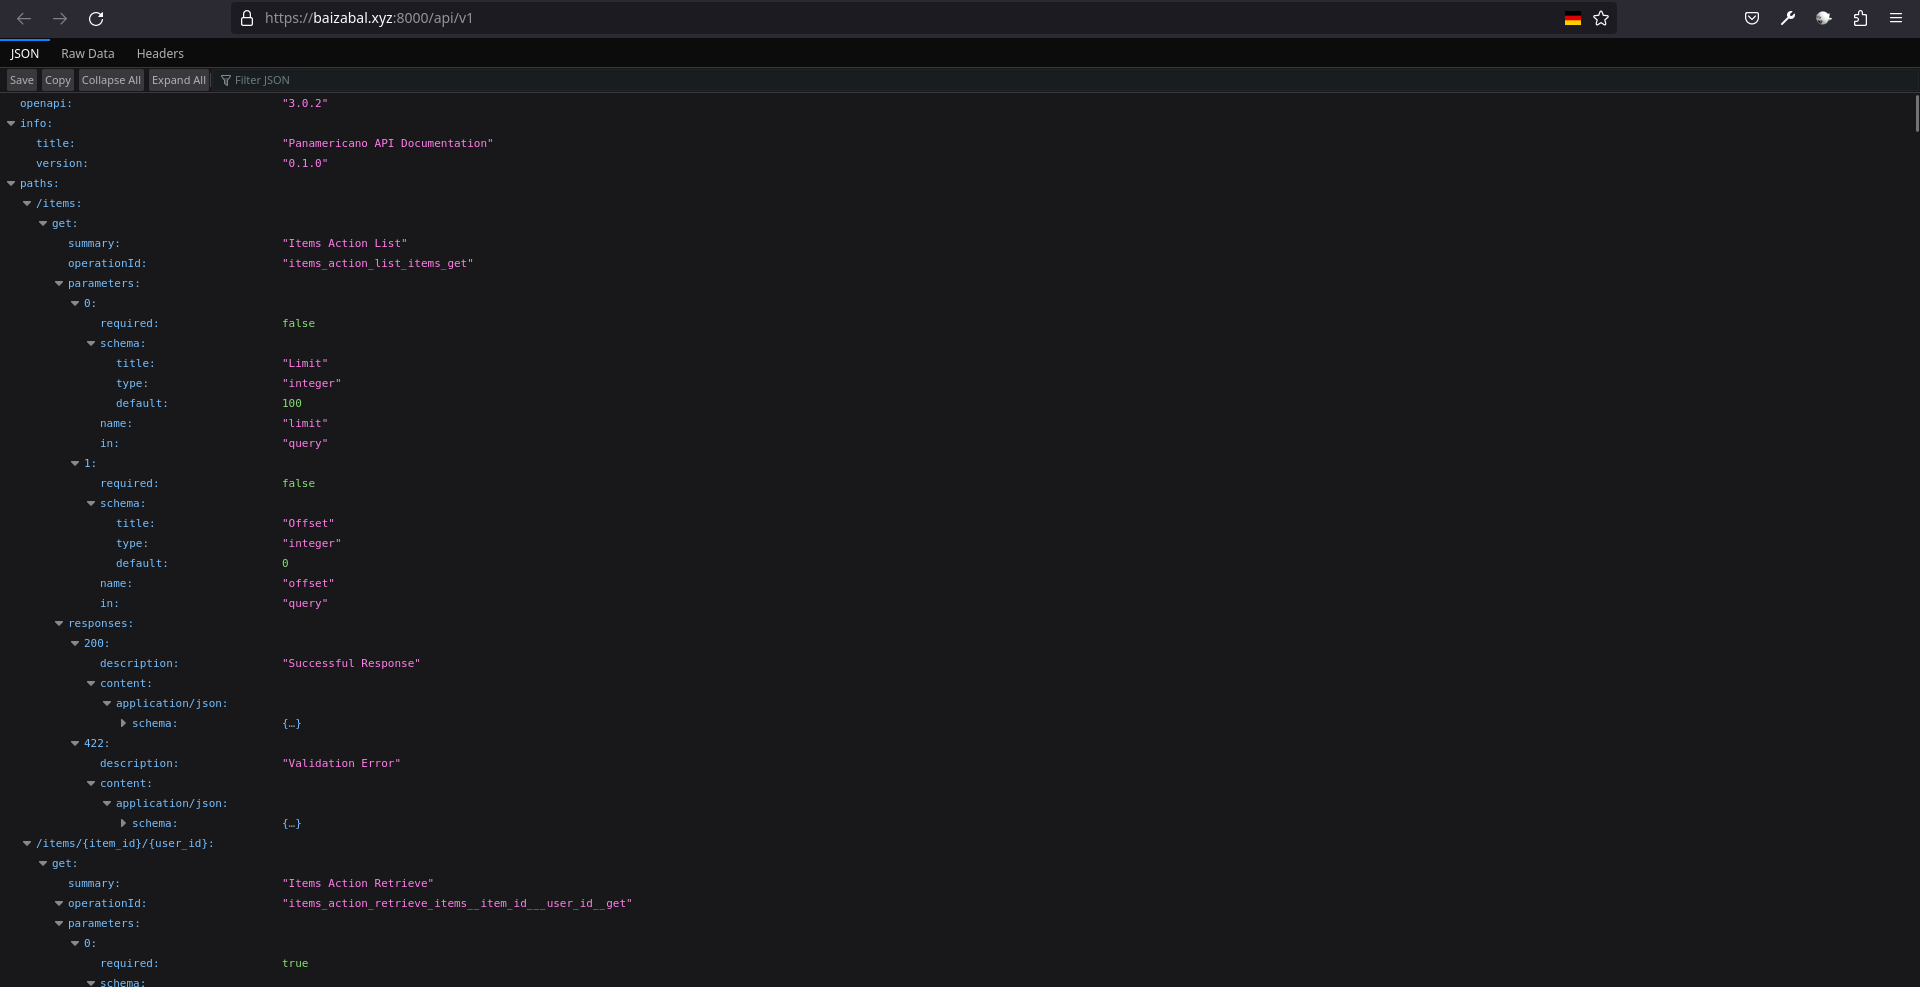 https://baizabal.xyz:8000/api/v1
JSON Raw Data Headers
Save Copy Collapse All Expand All Filter JSON
openapi: "3.0.2"
info:
title: "Panamericano API Documentation"
version: "0.1.0"
paths:
/items:
get:
summary: "Items Action List"
operationId: "items_action_list_items_get"
parameters:
0:
required: false
schema:
title: "Limit"
type: "integer"
default: 100
name: "limit"
in: "query"
1:
required: false
schema:
title: "Offset"
type: "integer"
default: 0
name: "offset"
in: "query"
responses:
200:
description: "Successful Response"
content:
application/json:
schema: {…}
422:
description: "Validation Error"
content:
application/json:
schema: {…}
/items/{item_id}/{user_id}:
get:
summary: "Items Action Retrieve"
operationId: "items_action_retrieve_items__item_id___user_id__get"
parameters:
0:
required: true
schema: